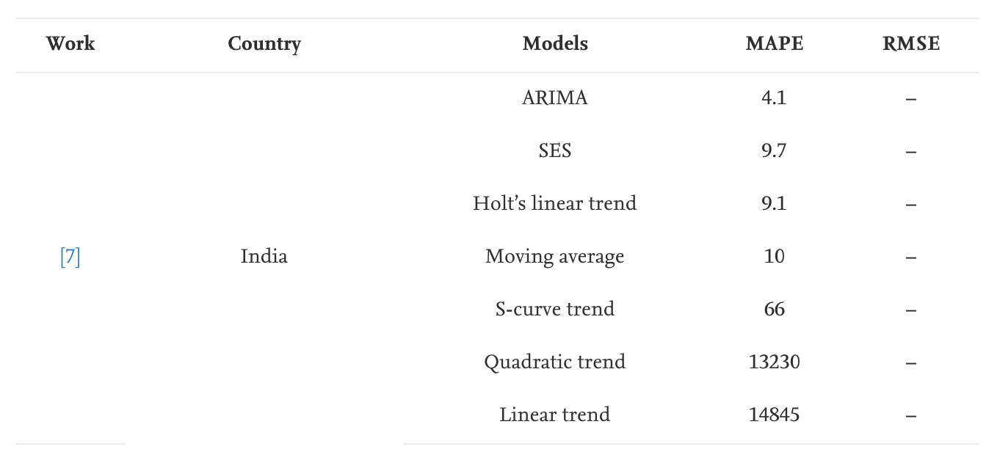 Work Country Models MAPE RMSE
ARIMA 4.1 –
SES 9.7 –
Holt’s linear trend 9.1 –
[7] India Moving average 10 –
S-curve trend 66 –
Quadratic trend 13230 –
Linear trend 14845 –